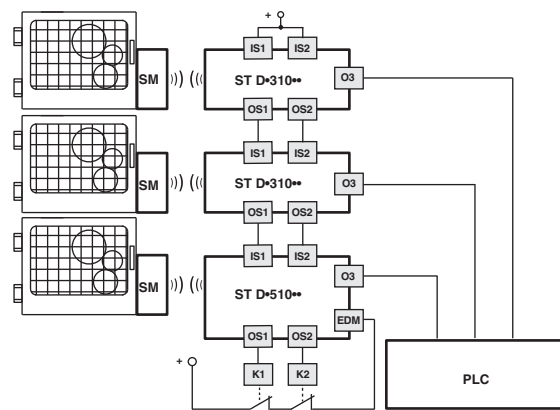 +
IS1 IS2
SM ST D•310•• O3
OS1 OS2
IS1 IS2
SM ST D•310•• O3
OS1 OS2
IS1 IS2
SM ST D•510•• O3
EDM
OS1 OS2
+
K1 K2
PLC